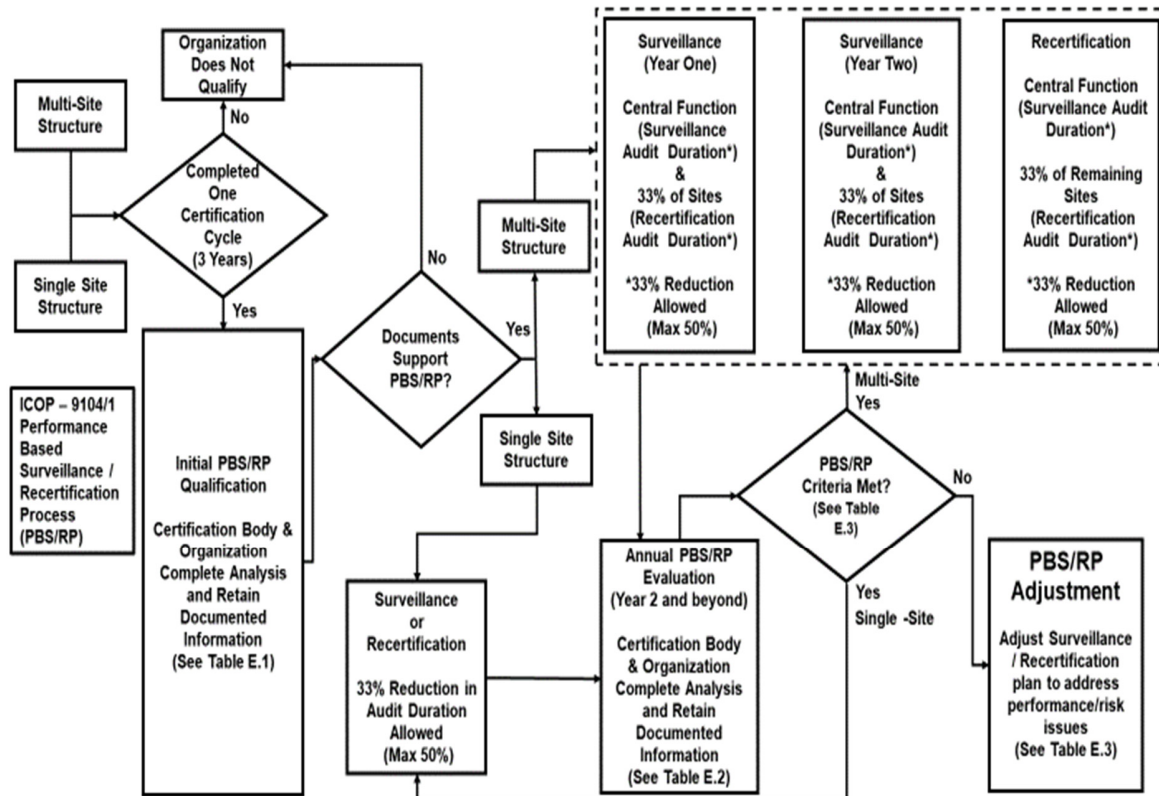 Organization
Does Not
Qualify
Multi-Site
Structure
No
Completed
One
Certification
Cycle
(3 Years)
Single Site
Structure
Yes
ICOP – 9104/1
Performance
Based
Surveillance /
Recertification
Process
(PBS/RP)
Initial PBS/RP
Qualification
Certification Body &
Organization
Complete Analysis
and Retain
Documented
Information
(See Table E.1)
No
Documents
Support
PBS/RP?
Yes
Multi-Site
Structure
Single Site
Structure
Surveillance
or
Recertification
33% Reduction in
Audit Duration
Allowed
(Max 50%)
Surveillance
(Year One)
Central Function
(Surveillance
Audit Duration*)
&
33% of Sites
(Recertification
Audit Duration*)
*33% Reduction
Allowed
(Max 50%)
Surveillance
(Year Two)
Central Function
(Surveillance Audit
Duration*)
&
33% of Sites
(Recertification
Audit Duration*)
*33% Reduction
Allowed
(Max 50%)
Recertification
Central Function
(Surveillance Audit
Duration*)
33% of Remaining
Sites
(Recertification
Audit Duration*)
*33% Reduction
Allowed
(Max 50%)
Annual PBS/RP
Evaluation
(Year 2 and beyond)
Certification Body
& Organization
Complete Analysis
and Retain
Documented
Information
(See Table E.2)
Multi-Site
Yes
PBS/RP
Criteria Met?
(See Table
E.3)
No
Yes
Single -Site
PBS/RP
Adjustment
Adjust Surveillance
/ Recertification
plan to address
performance/risk
issues
(See Table E.3)